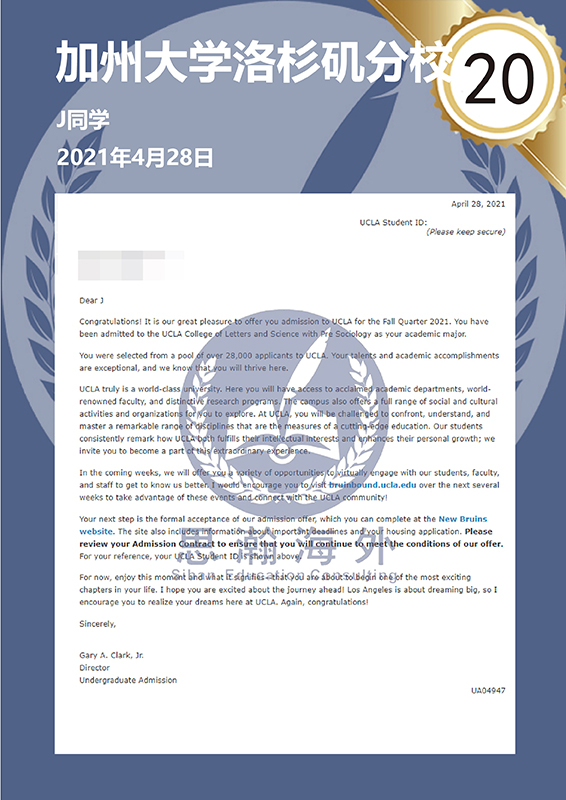 加州大学洛杉矶分校
20
J同学
2021年4月28日
April 28, 2021
UCLA Student ID:
(Please keep secure)
Dear J
Congratulations! It is our great pleasure to offer you admission to UCLA for the Fall Quarter 2021. You have
been admitted to the UCLA College of Letters and Science with Pre Sociology as your academic major.
You were selected from a pool of over 28,000 applicants to UCLA. Your talents and academic accomplishments
are exceptional, and we know that you will thrive here.
UCLA truly is a world-class university. Here you will have access to acclaimed academic departments, world-
renowned faculty, and distinctive research programs. The campus also offers a full range of social and cultural
activities and organizations for you to explore. At UCLA, you will be challenged to confront, understand, and
master a remarkable range of disciplines that are the measures of a cutting-edge education. Our students
consistently remark how UCLA both fulfills their intellectual interests and enhances their personal growth; we
invite you to become a part of this extraordinary experience.
In the coming weeks, we will offer you a variety of opportunities to virtually engage with our students, faculty,
and staff to get to know us better. I would encourage you to visit bruinbound.ucla.edu over the next several
weeks to take advantage of these events and connect with the UCLA community!
Your next step is the formal acceptance of our admission offer, which you can complete at the New Bruins
website. The site also includes information about important deadlines and your housing application. Please
review your Admission Contract to ensure that you will continue to meet the conditions of our offer.
For your reference, your UCLA Student ID is shown above.
思瀚海外
Sihan Education Consulting
For now, enjoy this moment and what it signifies--that you are about to begin one of the most exciting
chapters in your life. I hope you are excited about the journey ahead! Los Angeles is about dreaming big, so I
encourage you to realize your dreams here at UCLA. Again, congratulations!
Sincerely,
Gary A. Clark, Jr.
Director
Undergraduate Admission
UA04947